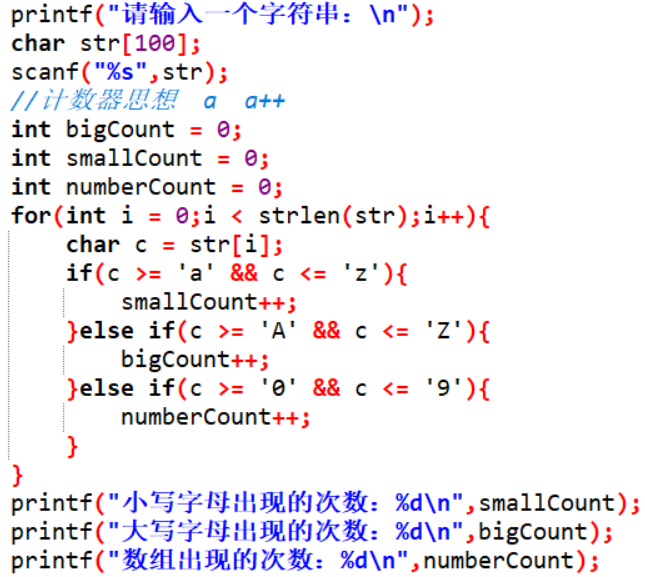 printf("请输入一个字符串：\n");
char str[100];
scanf("%s",str);
//计数器思想  a  a++
int bigCount = 0;
int smallCount = 0;
int numberCount = 0;
for(int i = 0;i < strlen(str);i++){
    char c = str[i];
    if(c >= 'a' && c <= 'z'){
        smallCount++;
    }else if(c >= 'A' && c <= 'Z'){
        bigCount++;
    }else if(c >= '0' && c <= '9'){
        numberCount++;
    }
}
printf("小写字母出现的次数：%d\n",smallCount);
printf("大写字母出现的次数：%d\n",bigCount);
printf("数组出现的次数：%d\n",numberCount);